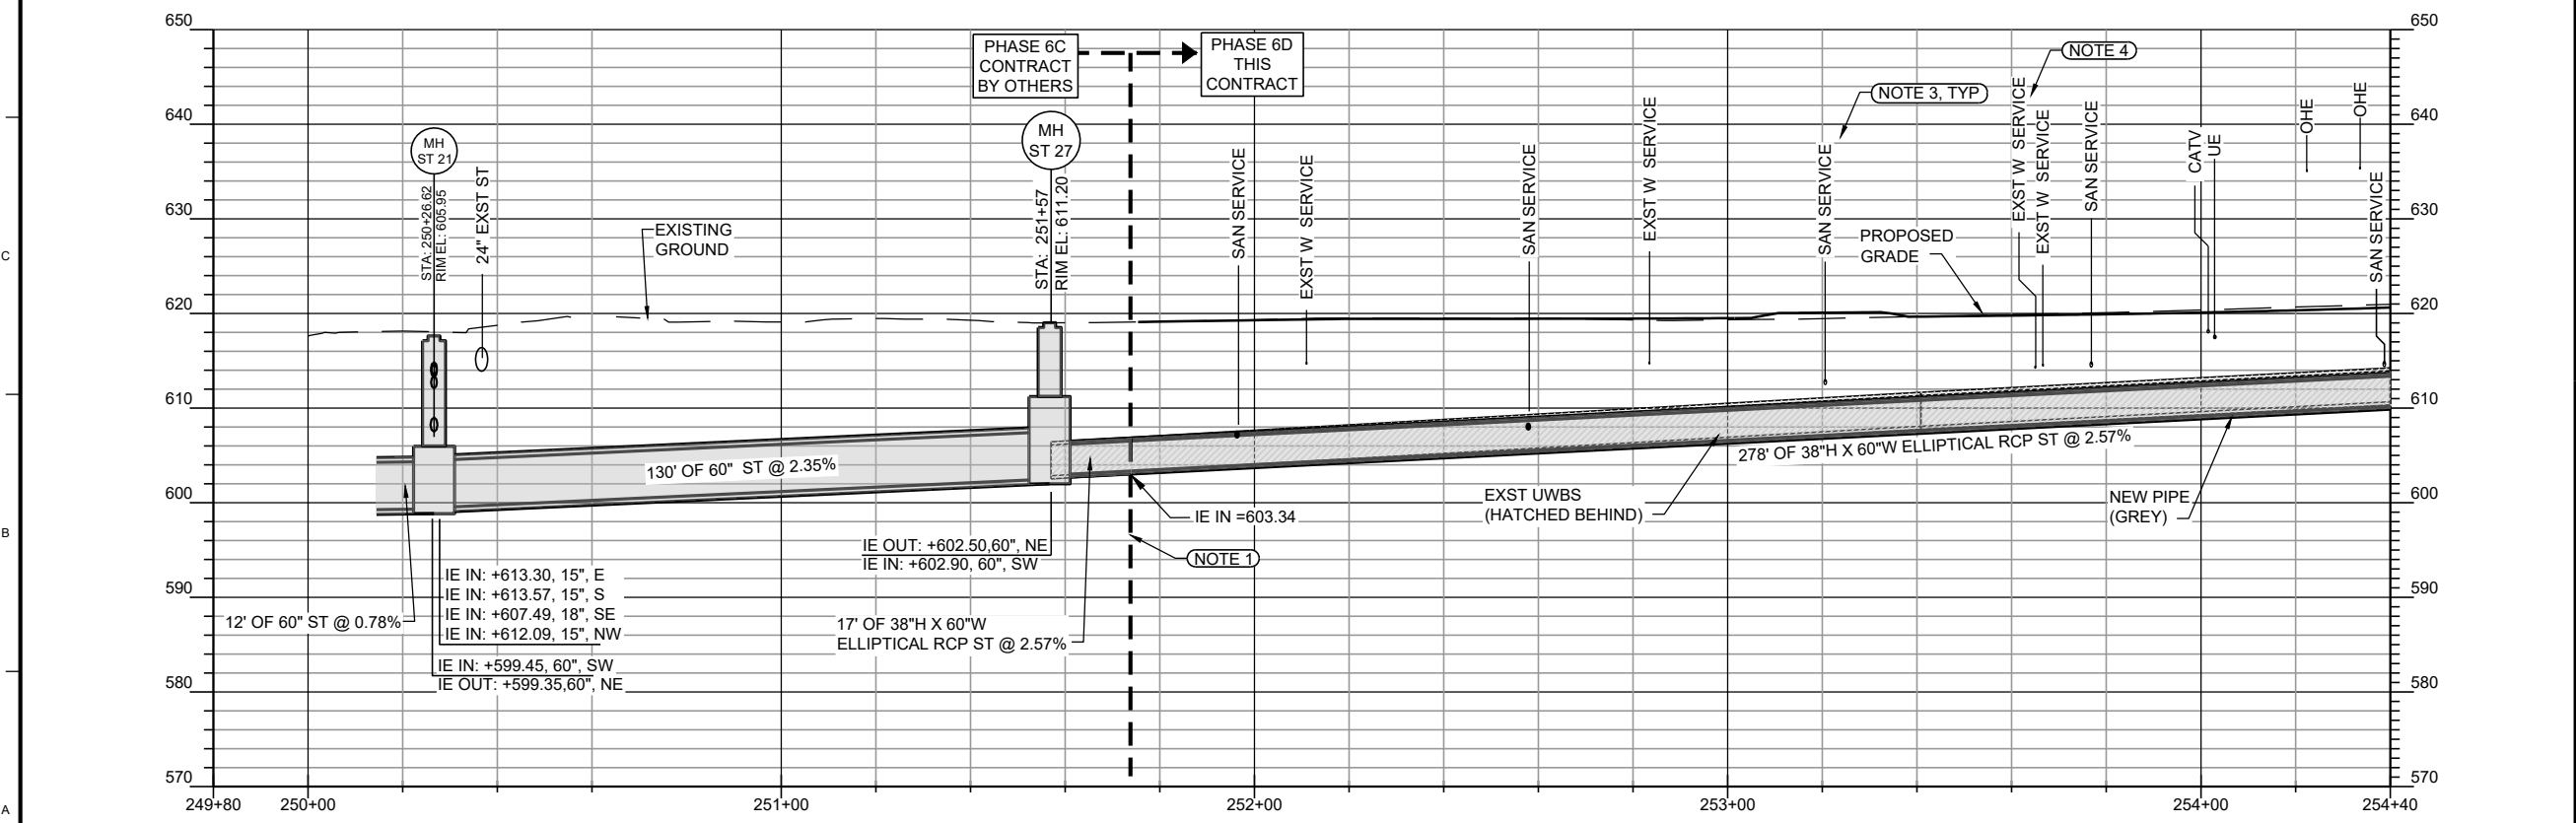 650
640
630
620
610
600
590
580
570
C
B
A
PHASE 6C
CONTRACT
BY OTHERS
PHASE 6D
THIS
CONTRACT
NOTE 4
NOTE 3, TYP
MH
ST 21
STA: 250+26.62
RIM EL: 605.95
24" EXST ST
EXISTING
GROUND
MH
ST 27
STA: 251+57
RIM EL: 611.20
SAN SERVICE
EXST W SERVICE
SAN SERVICE
EXST W SERVICE
SAN SERVICE
PROPOSED
GRADE
EXST W SERVICE
EXST W SERVICE
SAN SERVICE
CATV
UE
OHE
OHE
SAN SERVICE
130' OF 60" ST @ 2.35%
278' OF 38"H X 60"W ELLIPTICAL RCP ST @ 2.57%
EXST UWBS
(HATCHED BEHIND)
NEW PIPE
(GREY)
IE IN =603.34
NOTE 1
IE OUT: +602.50,60", NE
IE IN: +602.90, 60", SW
IE IN: +613.30, 15", E
IE IN: +613.57, 15", S
IE IN: +607.49, 18", SE
IE IN: +612.09, 15", NW
12' OF 60" ST @ 0.78%
17' OF 38"H X 60"W
ELLIPTICAL RCP ST @ 2.57%
IE IN: +599.45, 60", SW
IE OUT: +599.35,60", NE
650
640
630
620
610
600
590
580
570
249+80
250+00
251+00
252+00
253+00
254+00
254+40